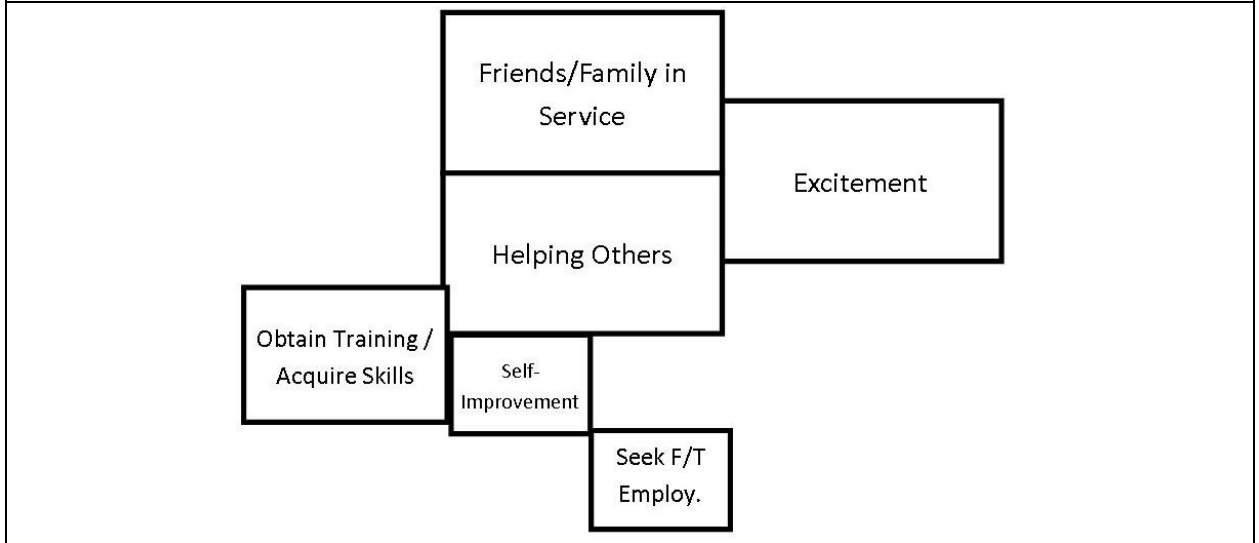 Friends/Family in
Service
Excitement
Helping Others
Obtain Training /
Acquire Skills
Self-
Improvement
Seek F/T
Employ.